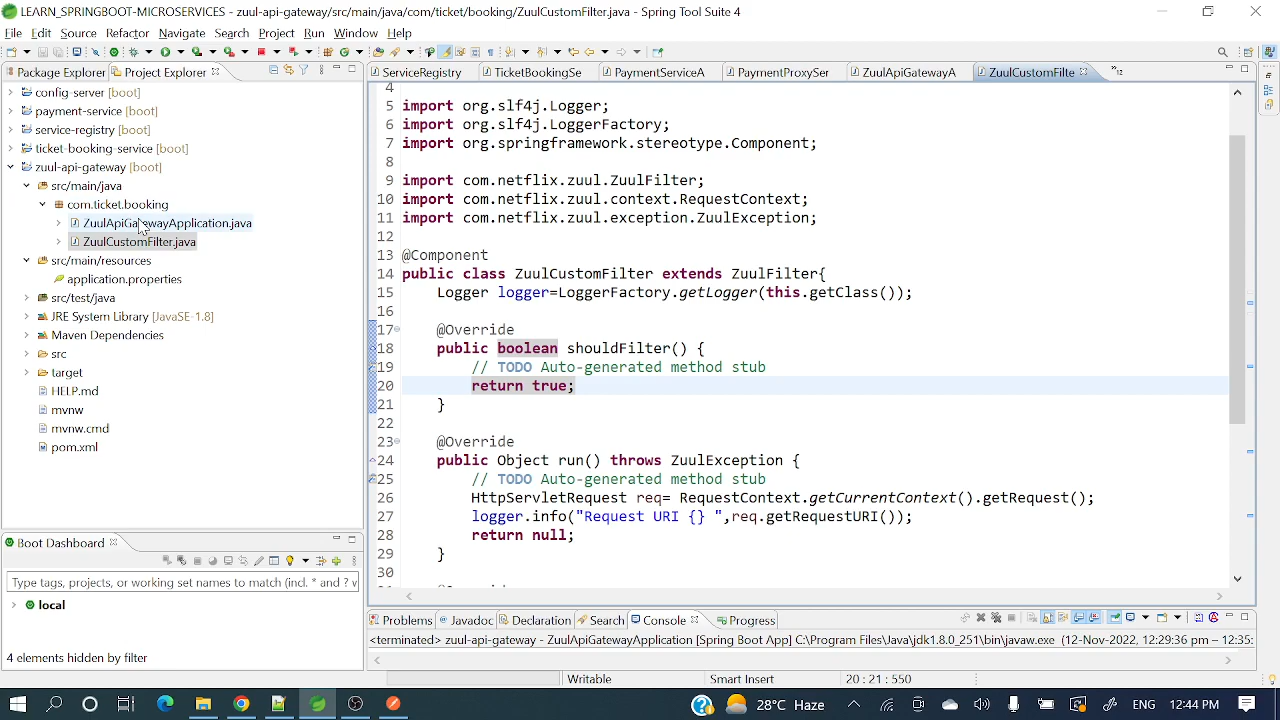 LEARN_SPRINGBOOT-MICROSERVICES - zuul-api-gateway/src/main/java/com/ticket/booking/ZuulCustomFilter.java - Spring Tool Suite 4
File Edit Source Refactor Navigate Search Project Run Window Help
Package Explorer Project Explorer
ServiceRegistry TicketBookingSe PaymentServiceA PaymentProxySer ZuulApiGatewayA ZuulCustomFilte »12
config-server [boot]
payment-service [boot]
service-registry [boot]
ticket-booking-service [boot]
zuul-api-gateway [boot]
src/main/java
com.ticket.booking
ZuulApiGatewayApplication.java
ZuulCustomFilter.java
src/main/resources
application.properties
src/test/java
JRE System Library [JavaSE-1.8]
Maven Dependencies
src
target
HELP.md
mvnw
mvnw.cmd
pom.xml
4
5 import org.slf4j.Logger;
6 import org.slf4j.LoggerFactory;
7 import org.springframework.stereotype.Component;
8
9 import com.netflix.zuul.ZuulFilter;
10 import com.netflix.zuul.context.RequestContext;
11 import com.netflix.zuul.exception.ZuulException;
12
13 @Component
14 public class ZuulCustomFilter extends ZuulFilter{
15 Logger logger=LoggerFactory.getLogger(this.getClass());
16
17 @Override
18 public boolean shouldFilter() {
19 // TODO Auto-generated method stub
20 return true;
21 }
22
23 @Override
24 public Object run() throws ZuulException {
25 // TODO Auto-generated method stub
26 HttpServletRequest req= RequestContext.getCurrentContext().getRequest();
27 logger.info("Request URI {} ",req.getRequestURI());
28 return null;
29 }
30
Boot Dashboard
Type tags, projects, or working set names to match (incl. * and ? v
local
4 elements hidden by filter
Problems Javadoc Declaration Search Console Progress
<terminated> zuul-api-gateway - ZuulApiGatewayApplication [Spring Boot App] C:\Program Files\Java\jdk1.8.0_251\bin\javaw.exe (12-Nov-2022, 12:29:36 pm – 12:35:
Writable Smart Insert 20 : 21 : 550
28°C Haze ENG 12:44 PM